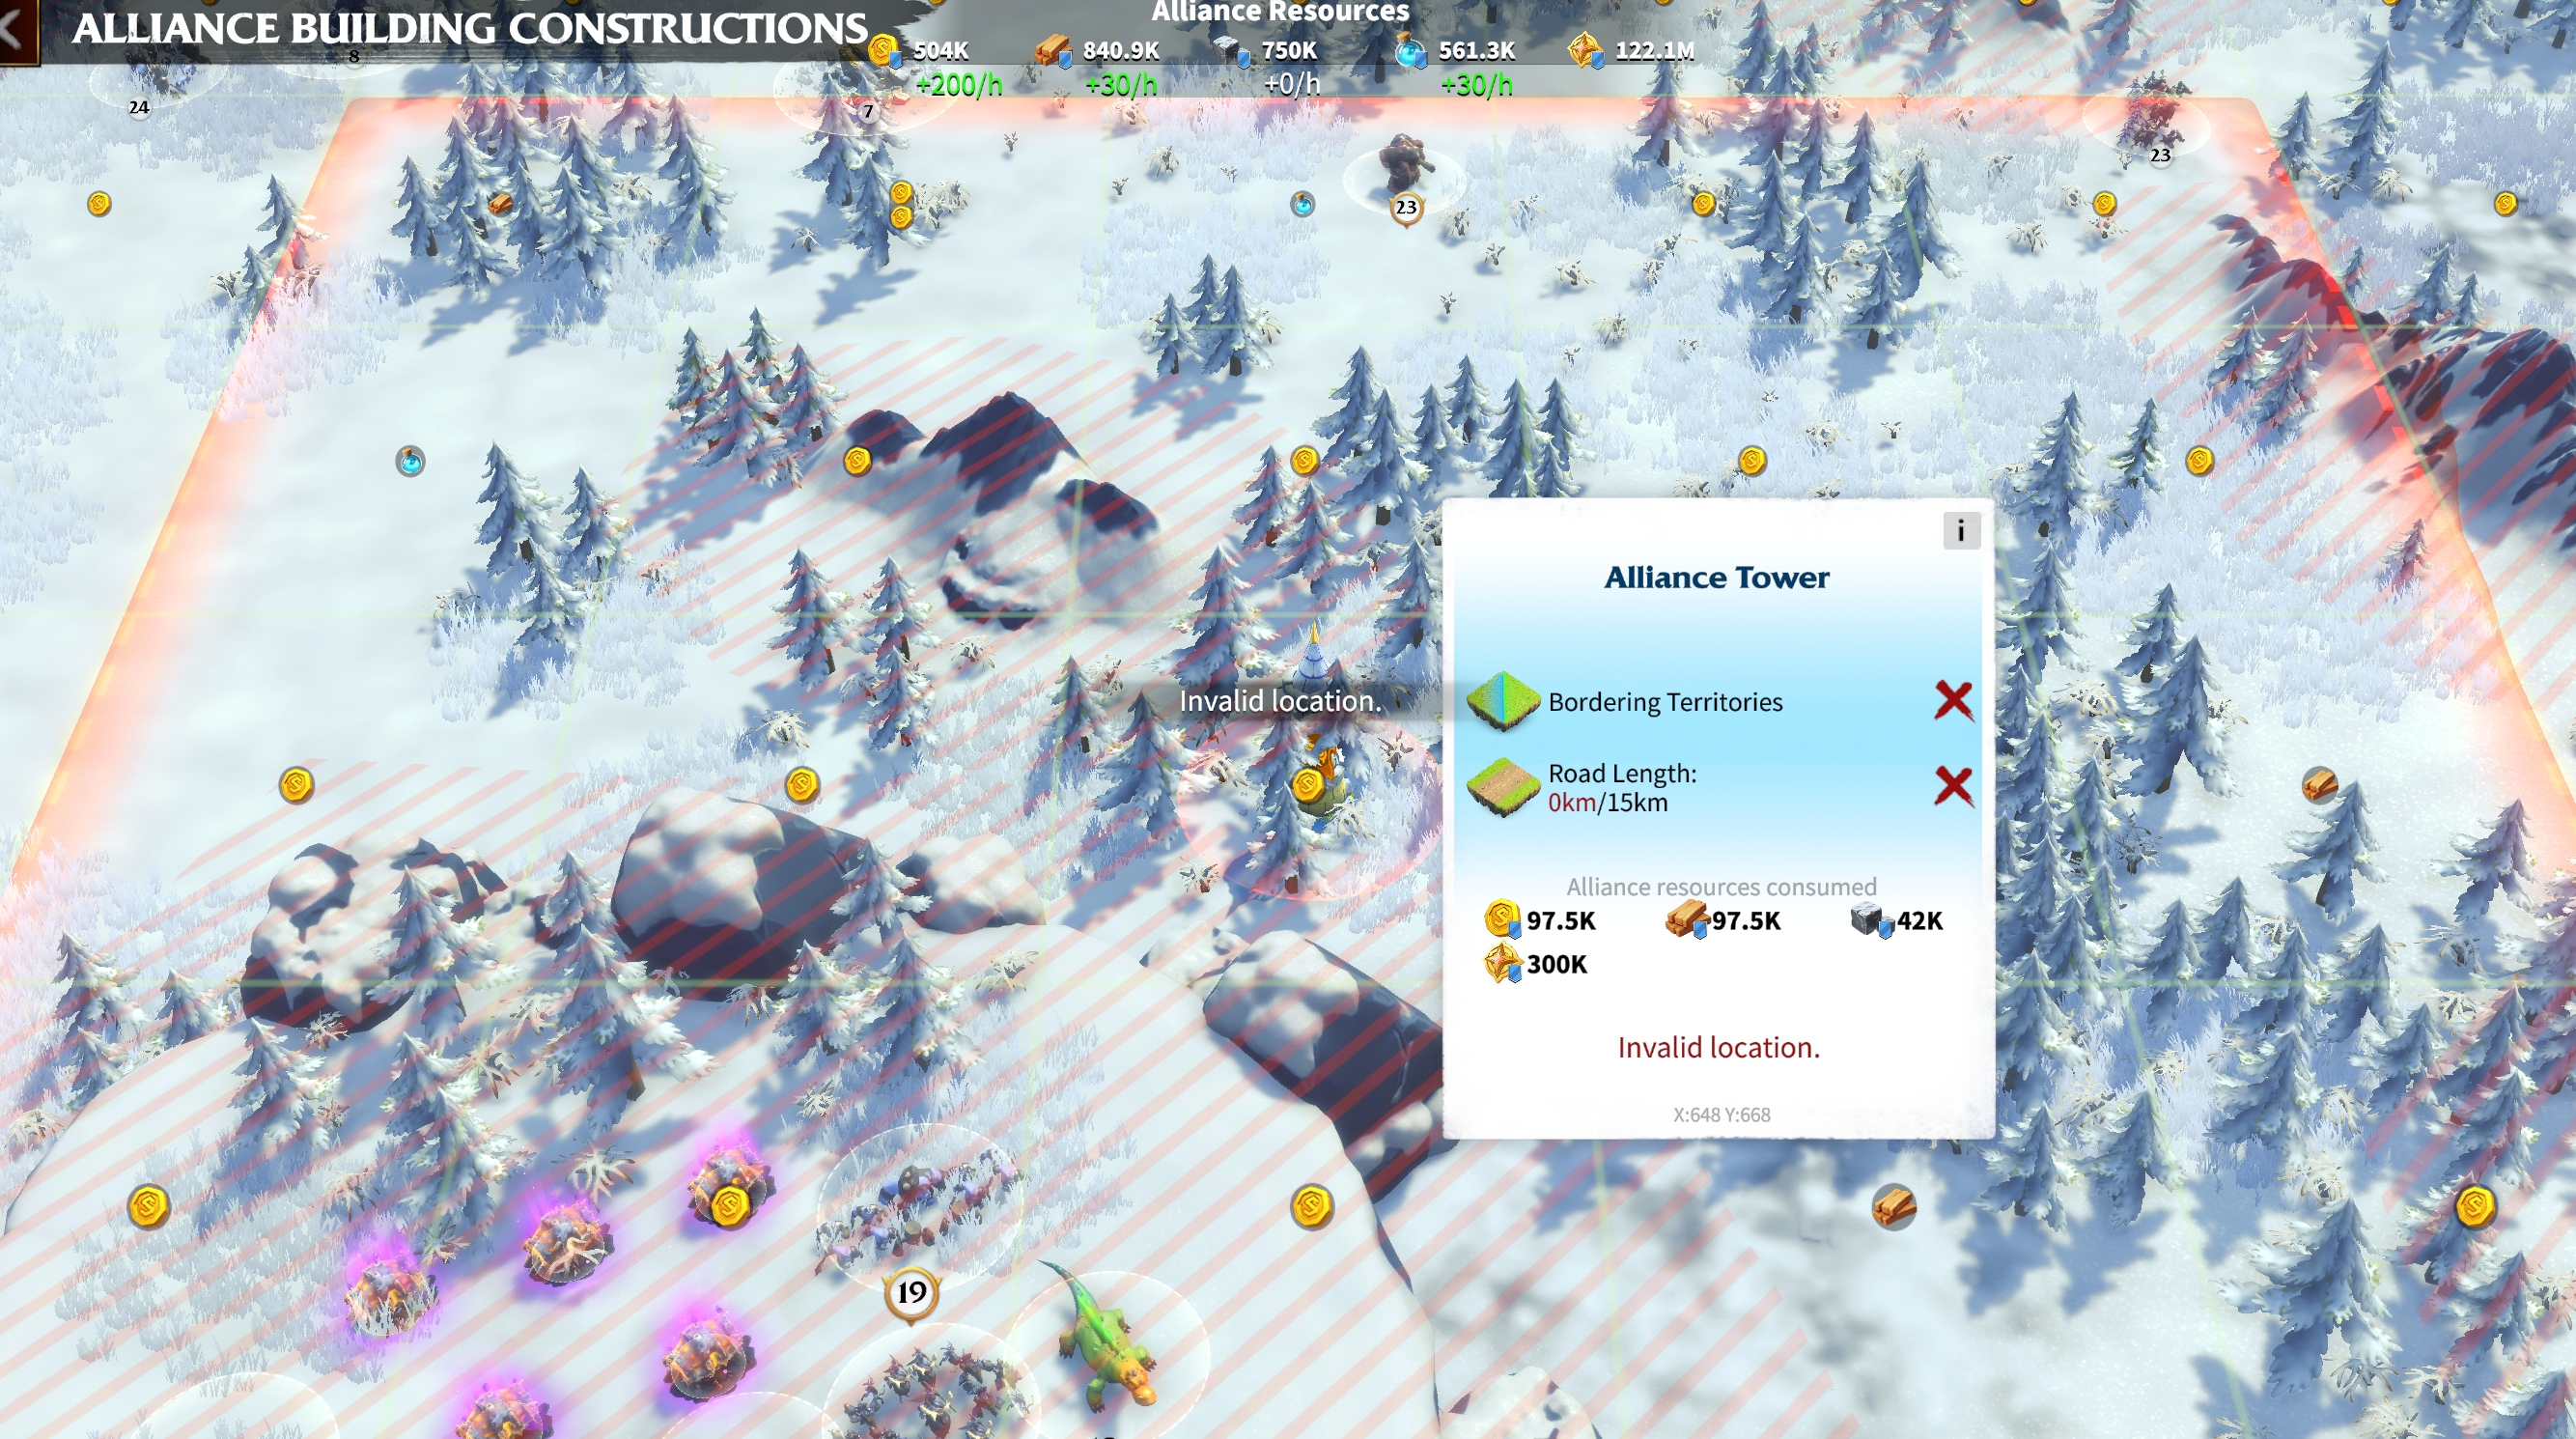 ALLIANCE BUILDING CONSTRUCTIONS
Alliance Resources
504K 840.9K 750K 561.3K 122.1M
+200/h +30/h +0/h +30/h
8
24
7
23
23
Alliance Tower
i
Invalid location.
Bordering Territories
Road Length:
0km/15km
Alliance resources consumed
97.5K 97.5K 42K
300K
Invalid location.
X:648 Y:668
19